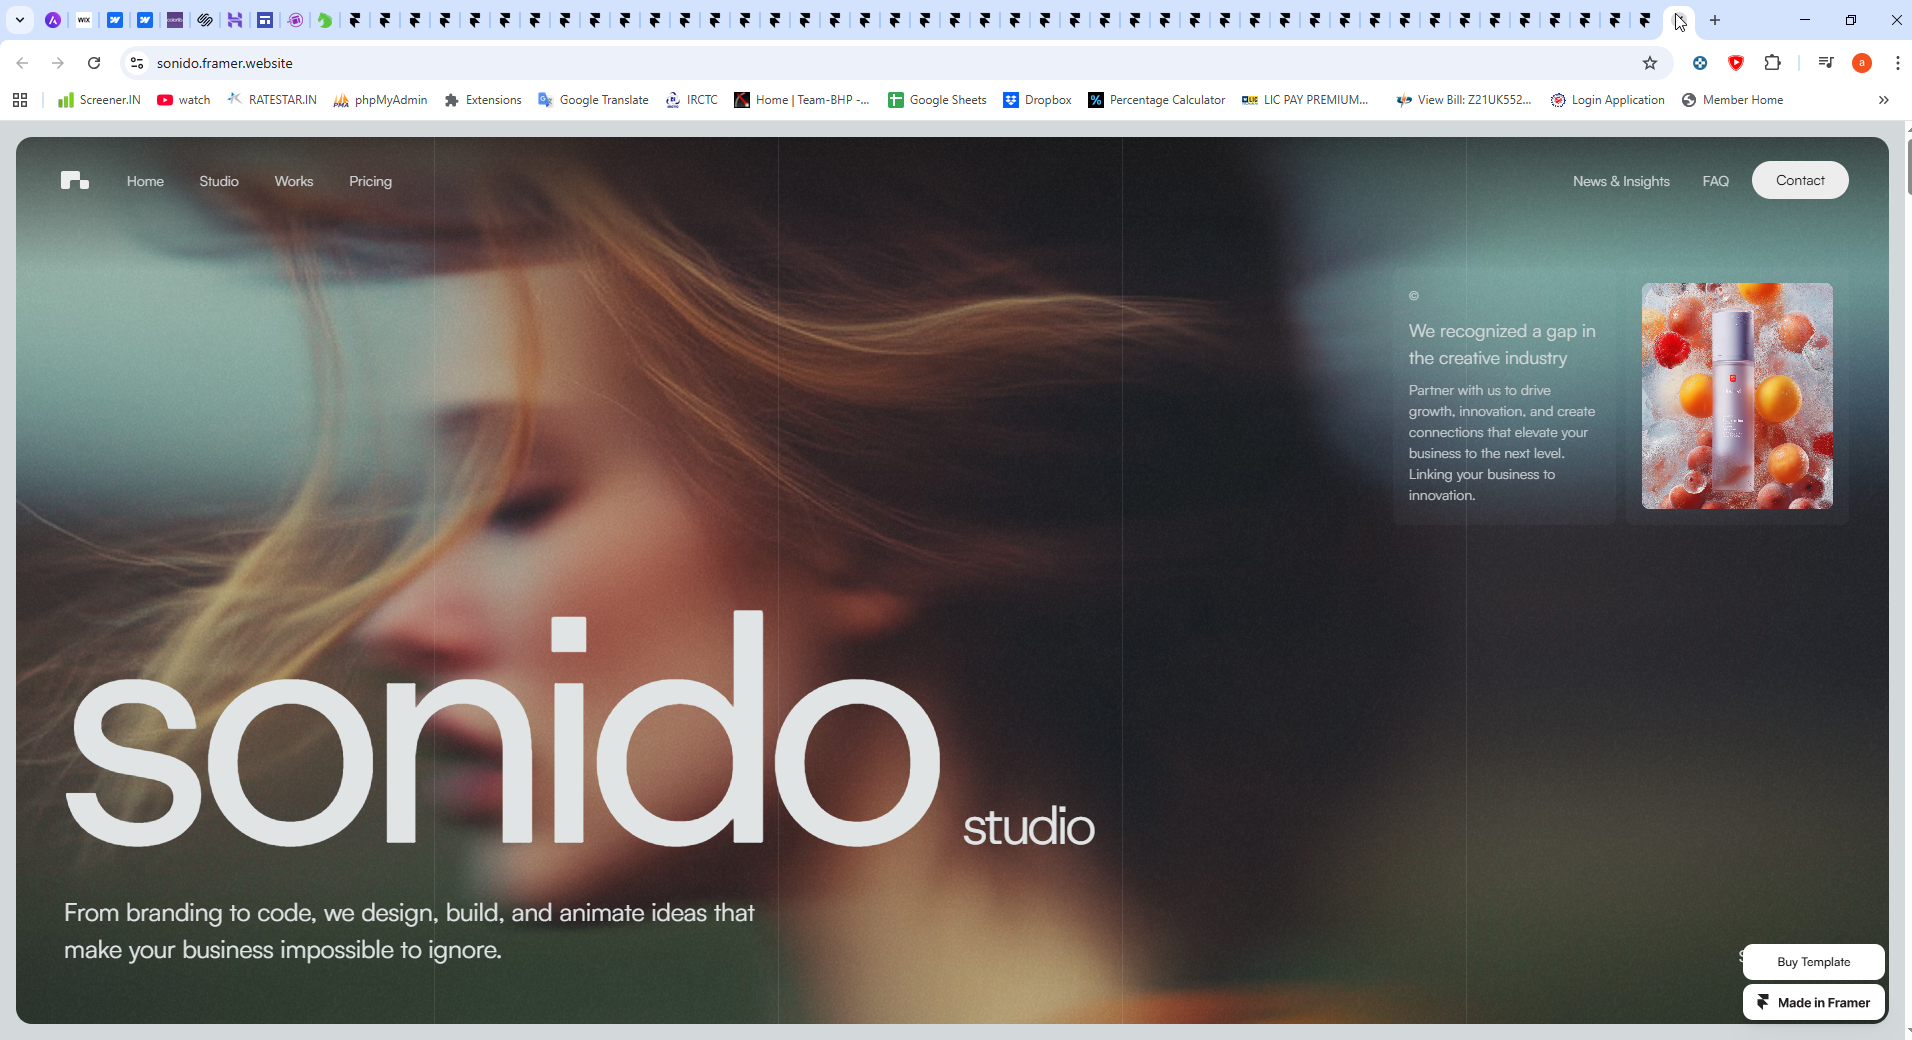 sonido.framer.website
a
Screener.IN
watch
RATESTAR.IN
phpMyAdmin
Extensions
Google Translate
IRCTC
Home | Team-BHP -...
Google Sheets
Dropbox
Percentage Calculator
LIC PAY PREMIUM...
View Bill: Z21UK552...
Login Application
Member Home
Home
Studio
Works
Pricing
News & Insights
FAQ
Contact
©
We recognized a gap in
the creative industry
Partner with us to drive
growth, innovation, and create
connections that elevate your
business to the next level.
Linking your business to
innovation.
sonido
studio
From branding to code, we design, build, and animate ideas that
make your business impossible to ignore.
Buy Template
Made in Framer